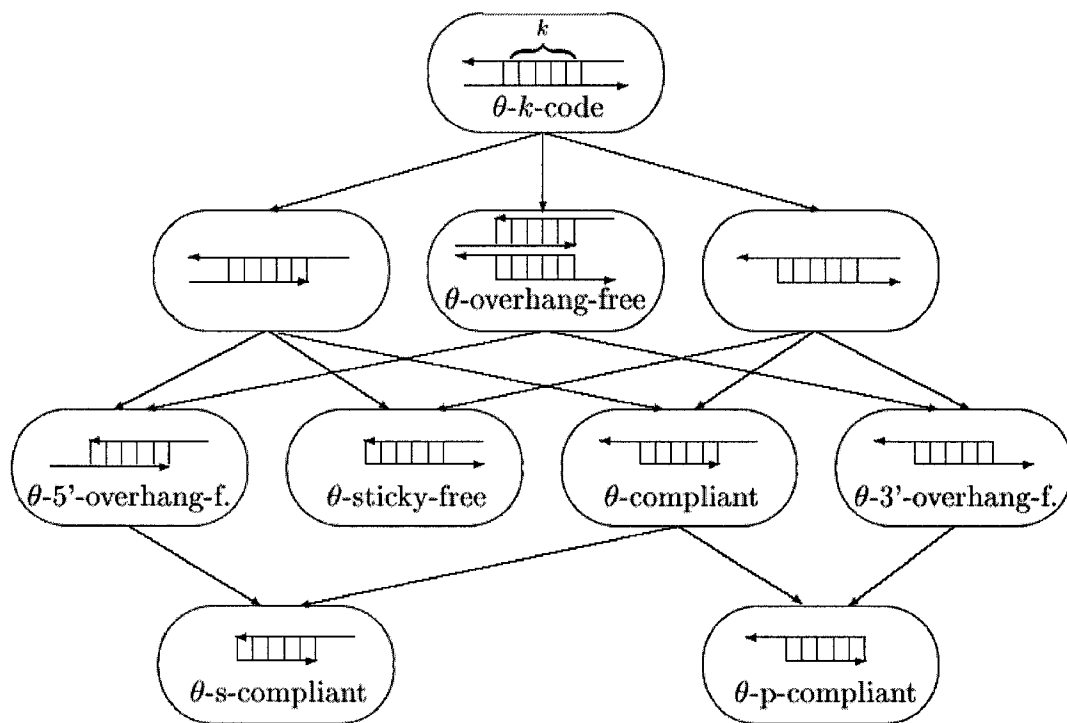 k
θ-k-code
θ-overhang-free
θ-5'-overhang-f.
θ-sticky-free
θ-compliant
θ-3'-overhang-f.
θ-s-compliant
θ-p-compliant